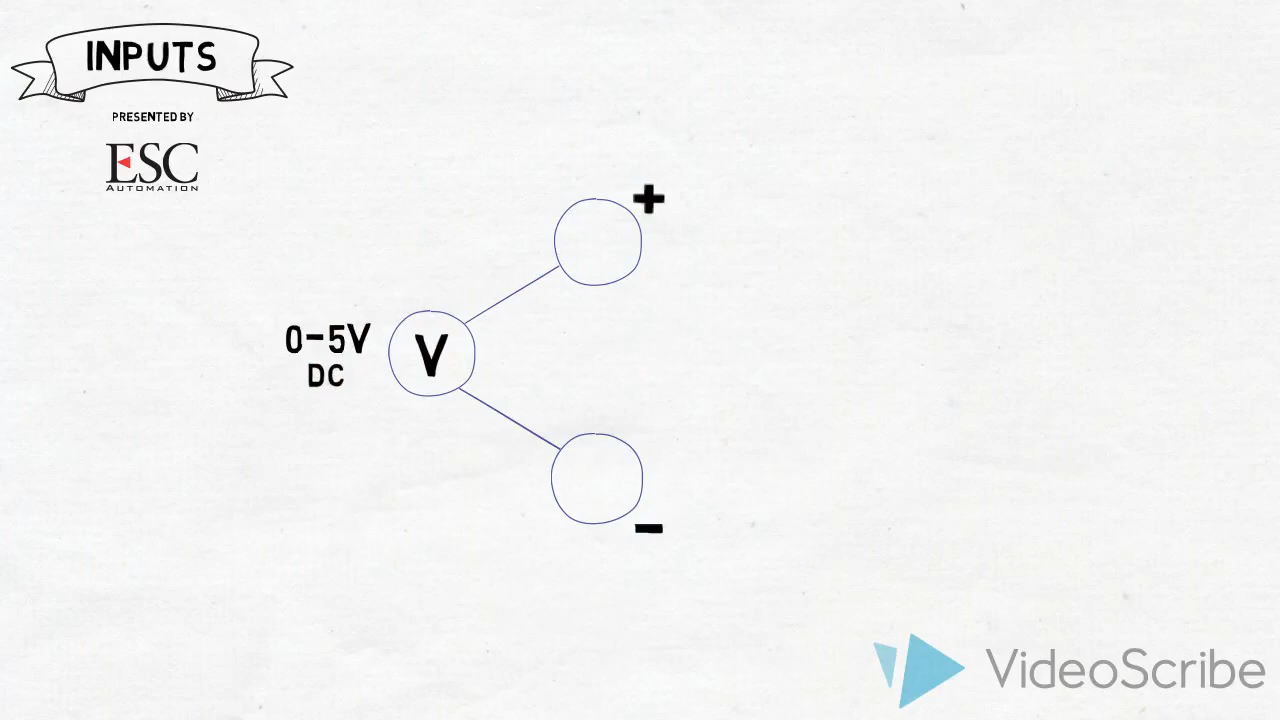 INPUTS
PRESENTED BY
ESC
AUTOMATION
+
0-5V
DC
V
-
VideoScribe